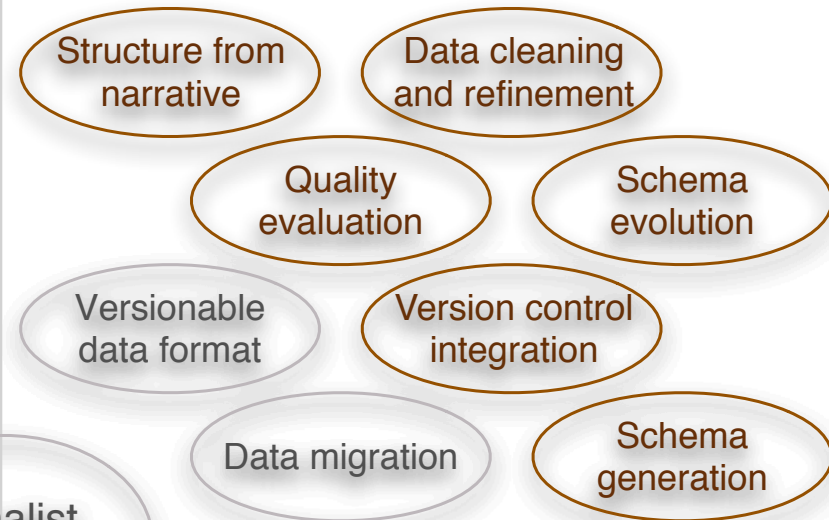 Structure from
narrative
Data cleaning
and refinement
Quality
evaluation
Schema
evolution
Versionable
data format
Version control
integration
Data migration
Schema
generation